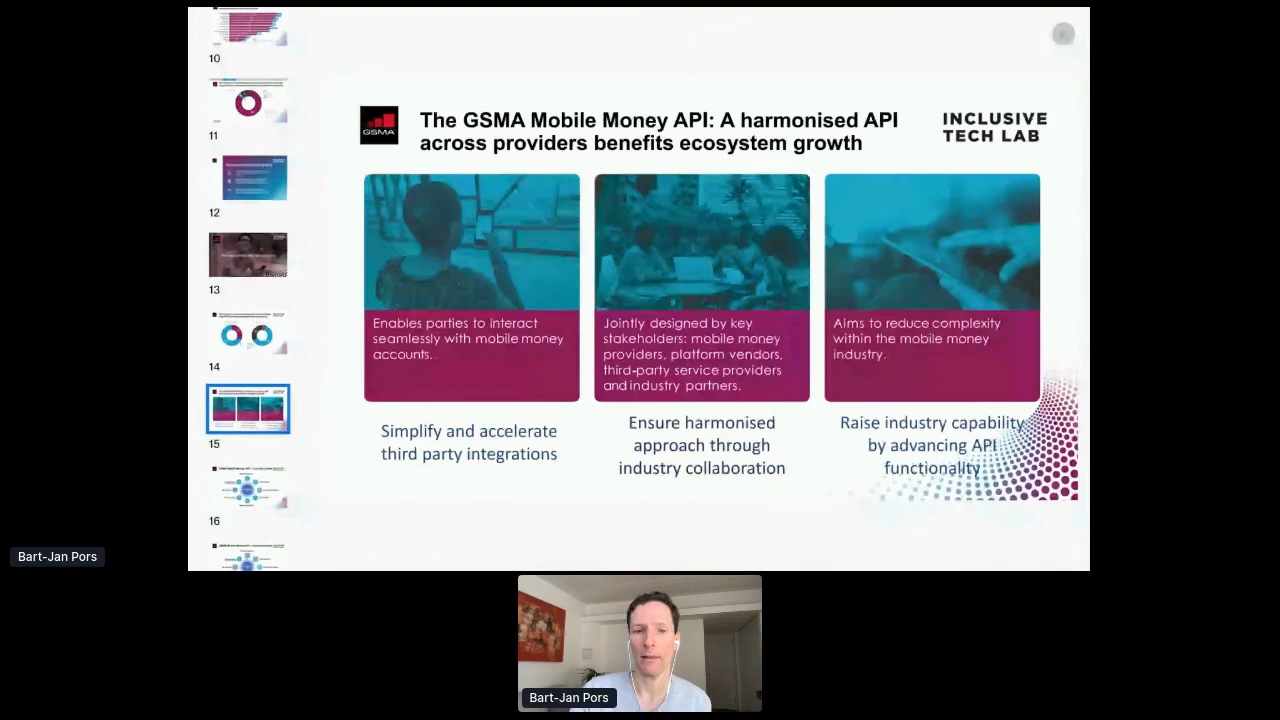 10
11
12
13
14
15
16
GSMA
The GSMA Mobile Money API: A harmonised API
across providers benefits ecosystem growth
INCLUSIVE
TECH LAB
Enables parties to interact
seamlessly with mobile money
accounts.
Jointly designed by key
stakeholders: mobile money
providers, platform vendors,
third-party service providers
and industry partners.
Aims to reduce complexity
within the mobile money
industry.
Simplify and accelerate
third party integrations
Ensure harmonised
approach through
industry collaboration
Raise industry capability
by advancing API
functionality
Bart-Jan Pors
Bart-Jan Pors